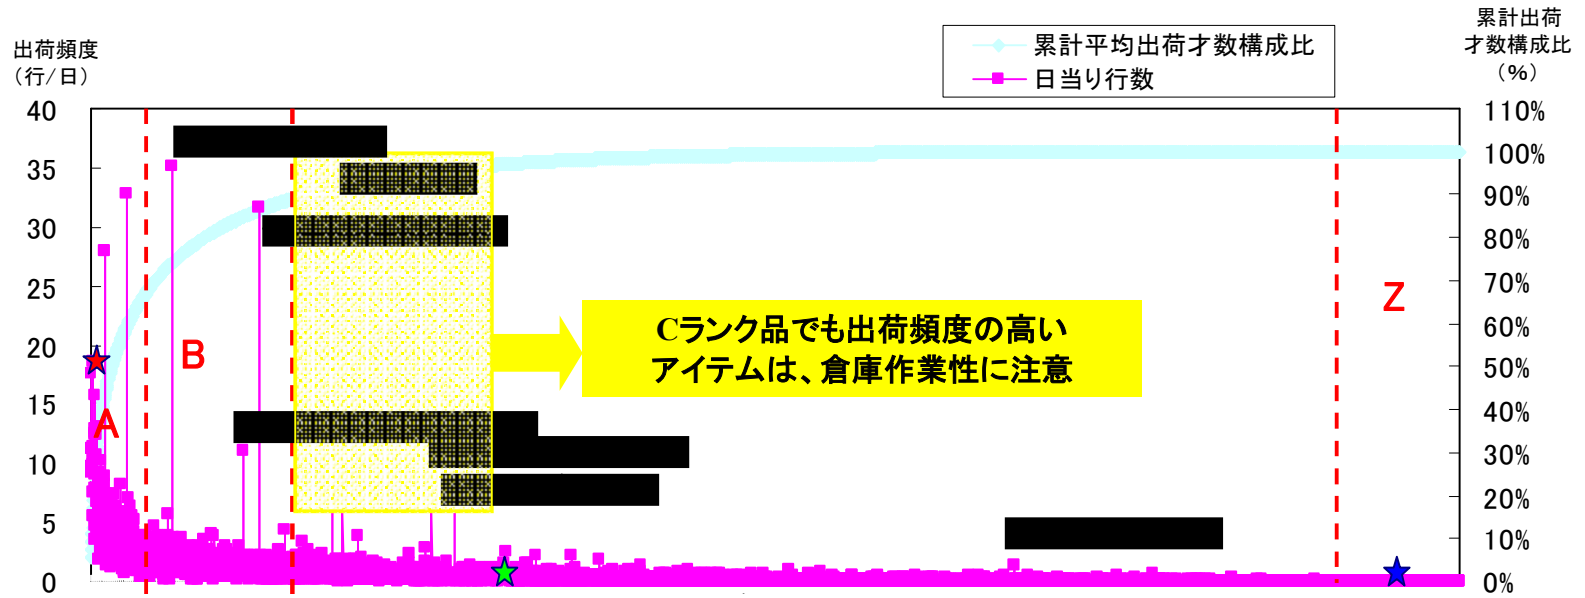 出荷頻度
（行/日）
累計出荷
才数構成比
（%）
累計平均出荷才数構成比
日当り行数
40
35
30
25
20
15
10
5
0
110%
100%
90%
80%
70%
60%
50%
40%
30%
20%
10%
0%
A
B
Z
Cランク品でも出荷頻度の高い
アイテムは、倉庫作業性に注意